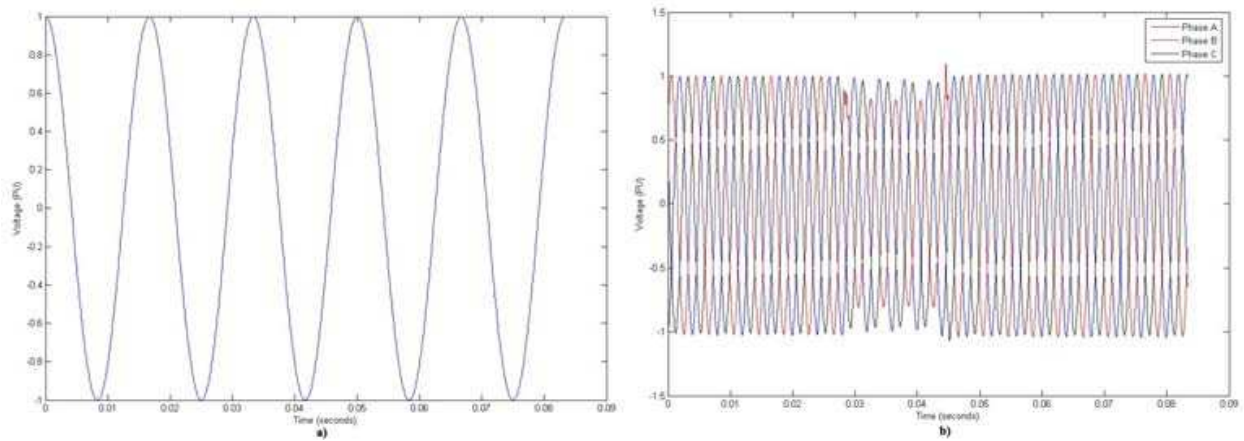 1
0.8
0.6
0.4
0.2
0
-0.2
-0.4
-0.6
-0.8
-1
Voltage (PU)
0 0.01 0.02 0.03 0.04 0.05 0.06 0.07 0.08 0.09
Time (seconds)
a)
1.5
1
0.5
0
-0.5
-1
-1.5
Voltage (PU)
Phase A
Phase B
Phase C
0 0.01 0.02 0.03 0.04 0.05 0.06 0.07 0.08 0.09
Time (seconds)
b)